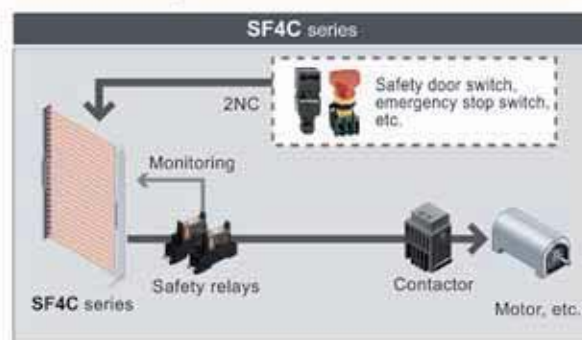 SF4C series
2NC
Safety door switch,
emergency stop switch,
etc.
Monitoring
SF4C series
Safety relays
Contactor
Motor, etc.